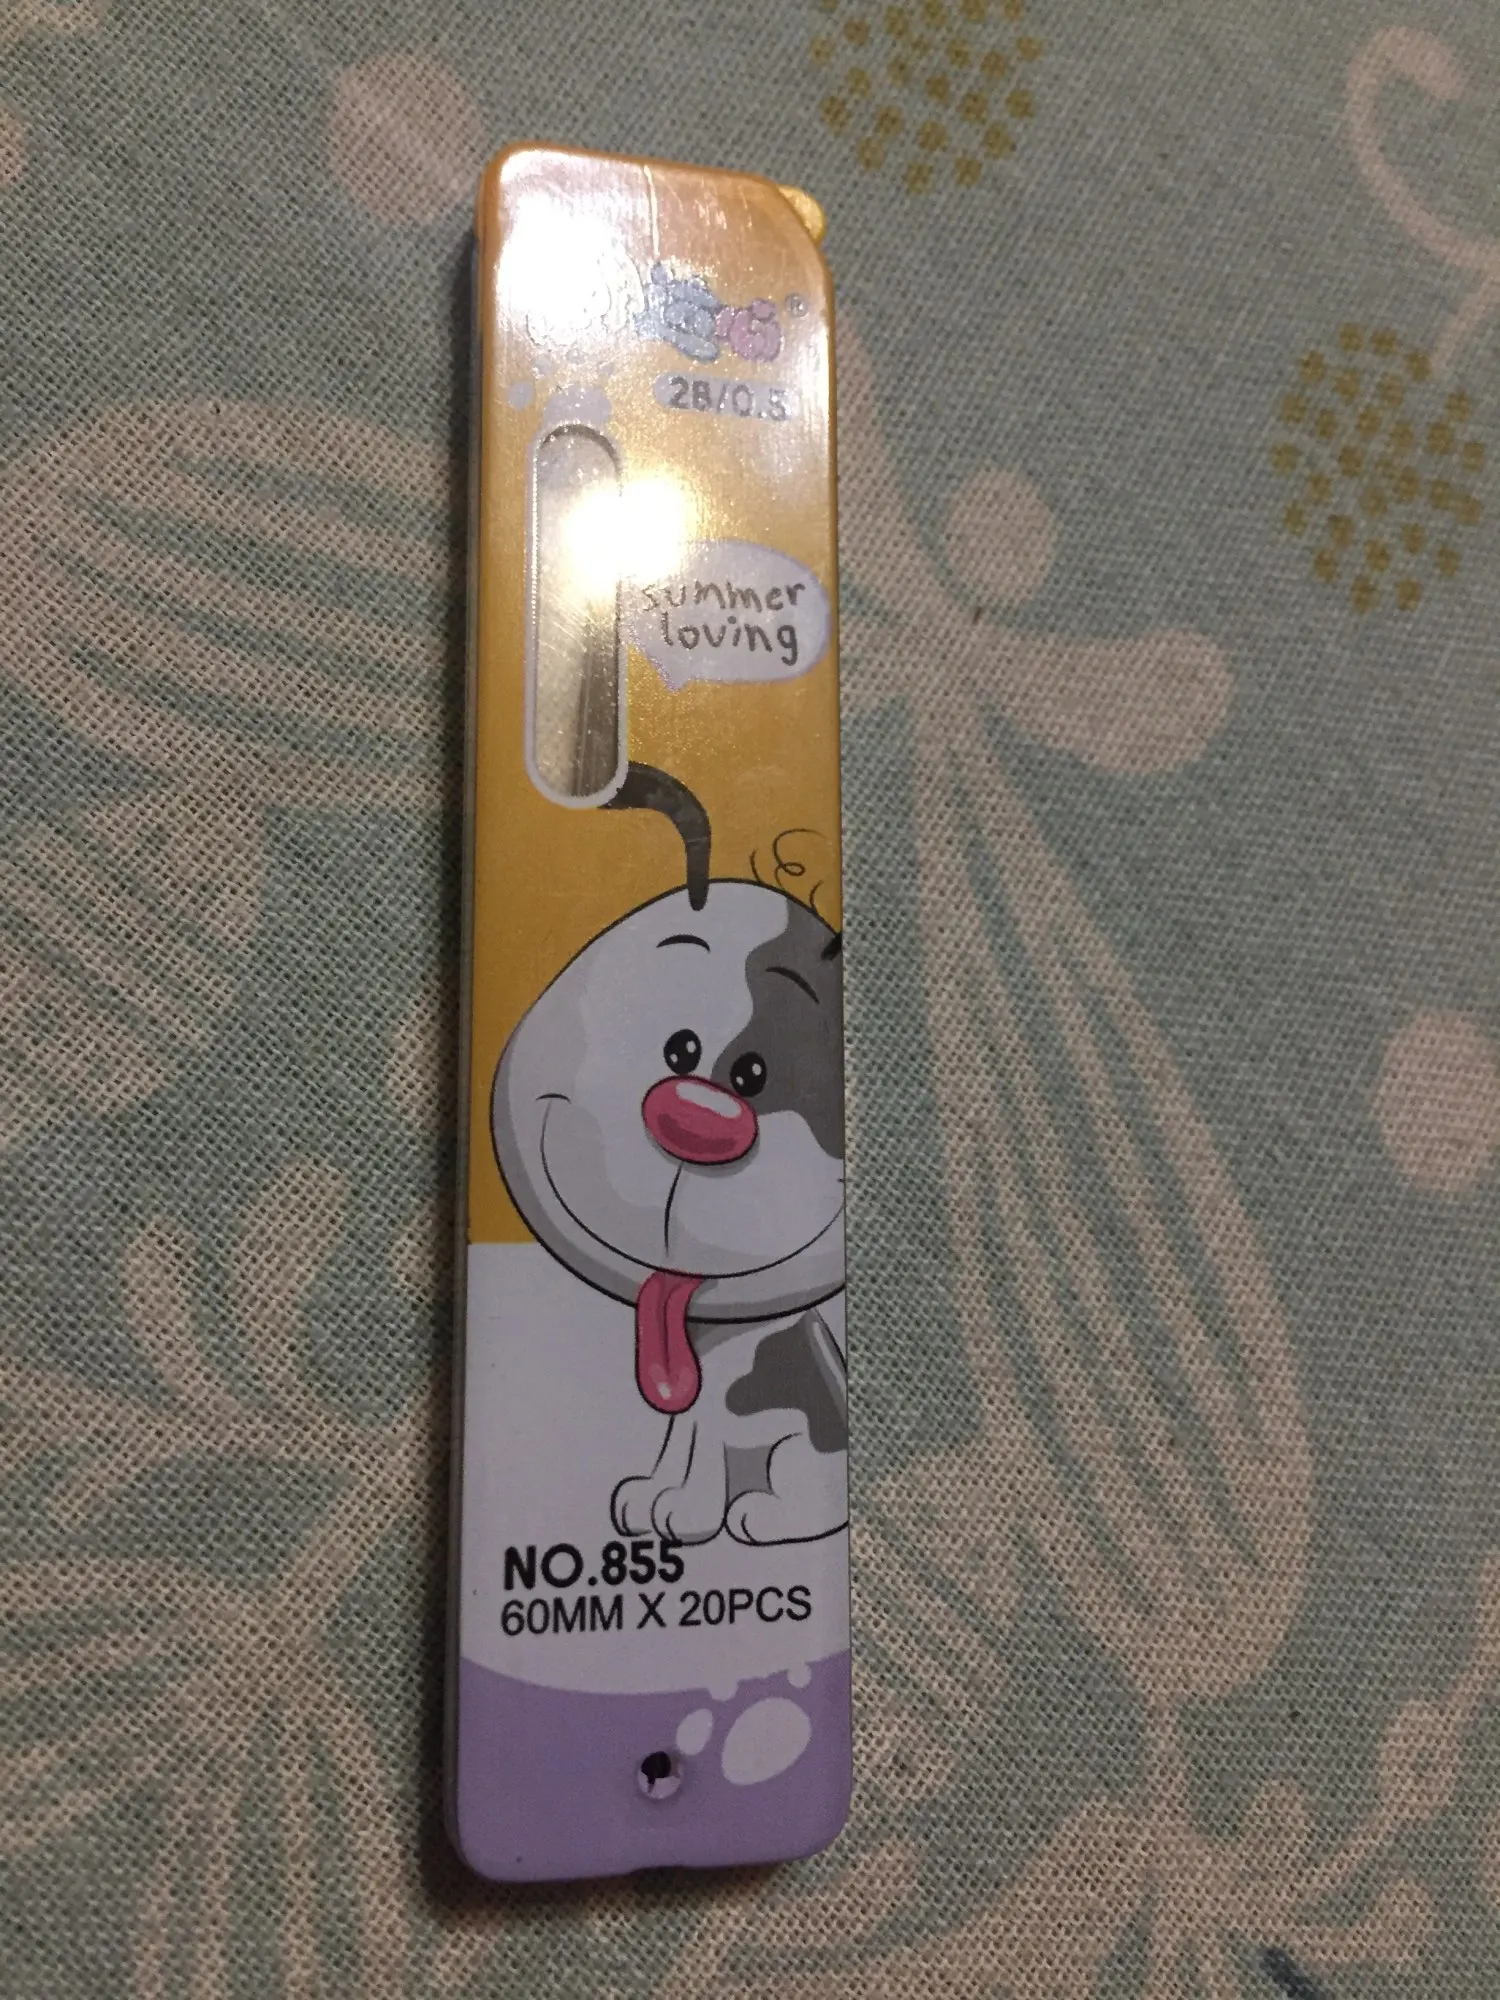 ®
2B/0.5
summer
loving
NO.855
60MM X 20PCS